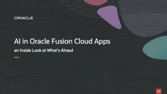 ORACLE
AI in Oracle Fusion Cloud Apps
an Inside Look at What's Ahead